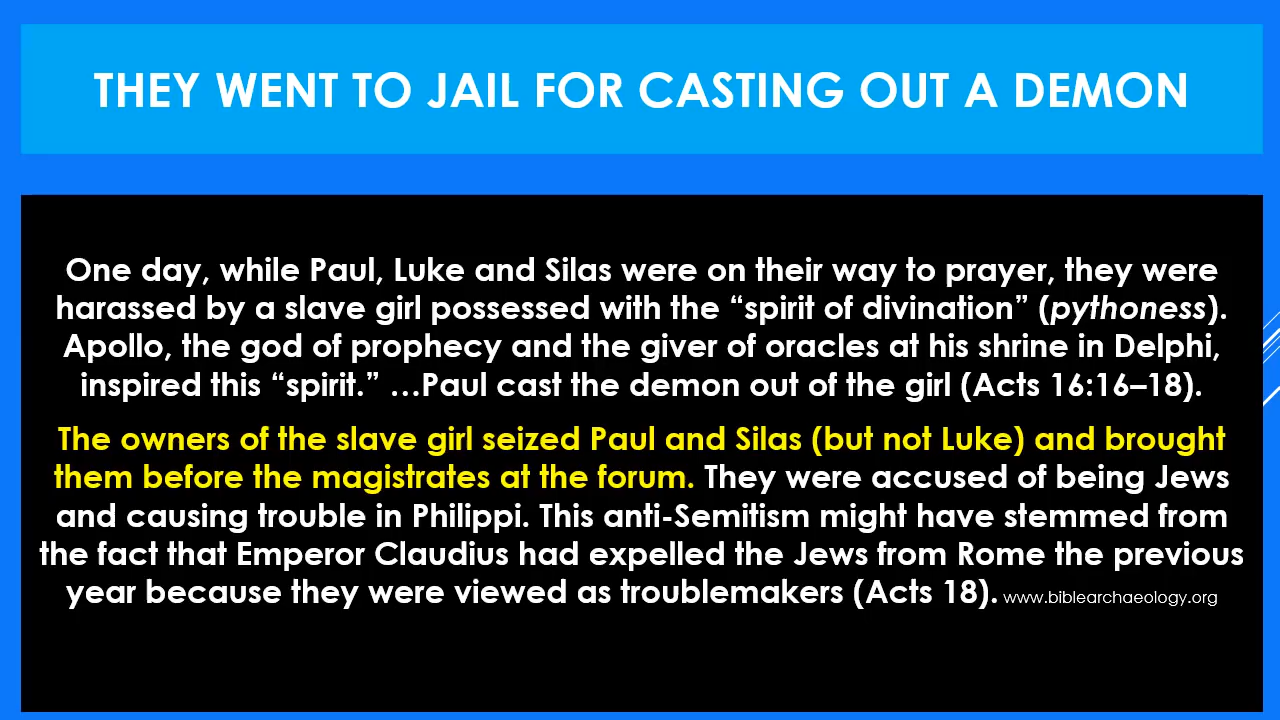 THEY WENT TO JAIL FOR CASTING OUT A DEMON
One day, while Paul, Luke and Silas were on their way to prayer, they were
harassed by a slave girl possessed with the “spirit of divination” (pythoness).
Apollo, the god of prophecy and the giver of oracles at his shrine in Delphi,
inspired this “spirit.” …Paul cast the demon out of the girl (Acts 16:16–18).
The owners of the slave girl seized Paul and Silas (but not Luke) and brought
them before the magistrates at the forum. They were accused of being Jews
and causing trouble in Philippi. This anti-Semitism might have stemmed from
the fact that Emperor Claudius had expelled the Jews from Rome the previous
year because they were viewed as troublemakers (Acts 18). www.biblearchaeology.org